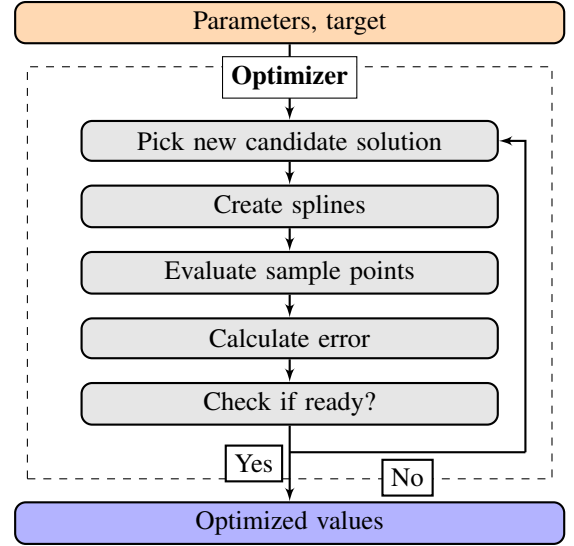 Parameters, target
Optimizer
Pick new candidate solution
Create splines
Evaluate sample points
Calculate error
Check if ready?
Yes
No
Optimized values